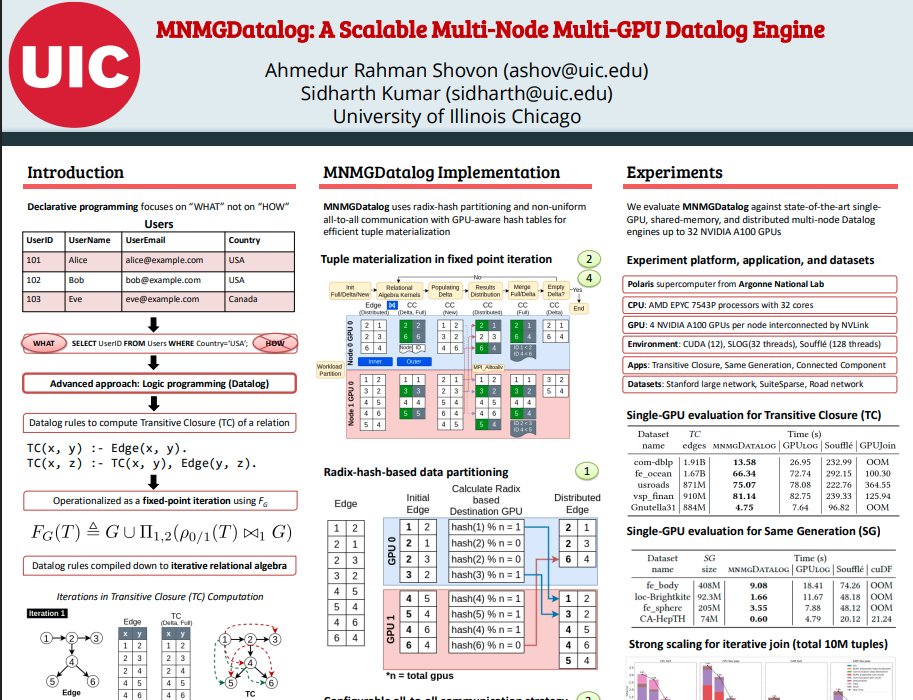 UIC
MNMGDatalog: A Scalable Multi-Node Multi-GPU Datalog Engine
Ahmedur Rahman Shovon (ashov@uic.edu)
Sidharth Kumar (sidharth@uic.edu)
University of Illinois Chicago
Introduction
Declarative programming focuses on “WHAT” not on “HOW”
Users
UserID UserName UserEmail Country
101 Alice alice@example.com USA
102 Bob bob@example.com USA
103 Eve eve@example.com Canada
WHAT SELECT UserID FROM Users WHERE Country='USA'; HOW
Advanced approach: Logic programming (Datalog)
Datalog rules to compute Transitive Closure (TC) of a relation
TC(x, y) :- Edge(x, y).
TC(x, z) :- TC(x, y), Edge(y, z).
Operationalized as a fixed-point iteration using F_G
F_G(T) ≜ G ∪ Π₁,₂(ρ₀/₁(T) ⋈₁ G)
Datalog rules compiled down to iterative relational algebra
Iterations in Transitive Closure (TC) Computation
Iteration 1
Edge
TC
(Delta, Full)
x y
1 2
2 3
2 4
3 2
4 5
4 6
x y
1 2
2 3
2 4
3 2
4 5
4 6
1 2 3
4
5 6
Edge
1 2 3
4
5 6
TC
MNMGDatalog Implementation
MNMGDatalog uses radix-hash partitioning and non-uniform
all-to-all communication with GPU-aware hash tables for
efficient tuple materialization
Tuple materialization in fixed point iteration
2
4
No
Init Full/Delta/New
Relational Algebra Kernels
Populating Delta
Results Distribution
Merge Full/Delta
Empty Delta?
Yes
End
Edge (Distributed)
CC (Delta, Full)
CC (New)
CC (Distributed)
CC (Full)
CC (Delta)
Node 0 GPU 0
Inner Outer
Workload Partition
MPI_Alltoallv
Node 1 GPU 0
Radix-hash-based data partitioning
1
Edge
Initial Edge
Calculate Radix based Destination GPU
Distributed Edge
1 2
2 1
2 3
3 2
4 5
5 4
4 6
6 4
GPU 0
1 2 hash(1) % n = 1
2 1 hash(2) % n = 0
2 3 hash(2) % n = 0
3 2 hash(3) % n = 1
2 1
2 3
6 4
GPU 1
4 5 hash(4) % n = 1
5 4 hash(5) % n = 1
4 6 hash(4) % n = 1
6 4 hash(6) % n = 0
1 2
3 2
4 5
4 6
5 4
*n = total gpus
Configurable all-to-all communication strategy
Experiments
We evaluate MNMGDatalog against state-of-the-art single-
GPU, shared-memory, and distributed multi-node Datalog
engines up to 32 NVIDIA A100 GPUs
Experiment platform, application, and datasets
Polaris supercomputer from Argonne National Lab
CPU: AMD EPYC 7543P processors with 32 cores
GPU: 4 NVIDIA A100 GPUs per node interconnected by NVLink
Environment: CUDA (12), SLOG(32 threads), Soufflé (128 threads)
Apps: Transitive Closure, Same Generation, Connected Component
Datasets: Stanford large network, SuiteSparse, Road network
Single-GPU evaluation for Transitive Closure (TC)
Dataset TC Time (s)
name edges MNMGDATALOG GPULOG Soufflé GPUJoin
com-dblp 1.91B 13.58 26.95 232.99 OOM
fe_ocean 1.67B 66.34 72.74 292.15 100.30
usroads 871M 75.07 78.08 222.76 364.55
vsp_finan 910M 81.14 82.75 239.33 125.94
Gnutella31 884M 4.75 7.64 96.82 OOM
Single-GPU evaluation for Same Generation (SG)
Dataset SG Time (s)
name size MNMGDATALOG GPULOG Soufflé cuDF
fe_body 408M 9.08 18.41 74.26 OOM
loc-Brightkite 92.3M 1.66 11.67 48.18 OOM
fe_sphere 205M 3.55 7.88 48.12 OOM
CA-HepTH 74M 0.60 4.79 20.12 21.24
Strong scaling for iterative join (total 10M tuples)